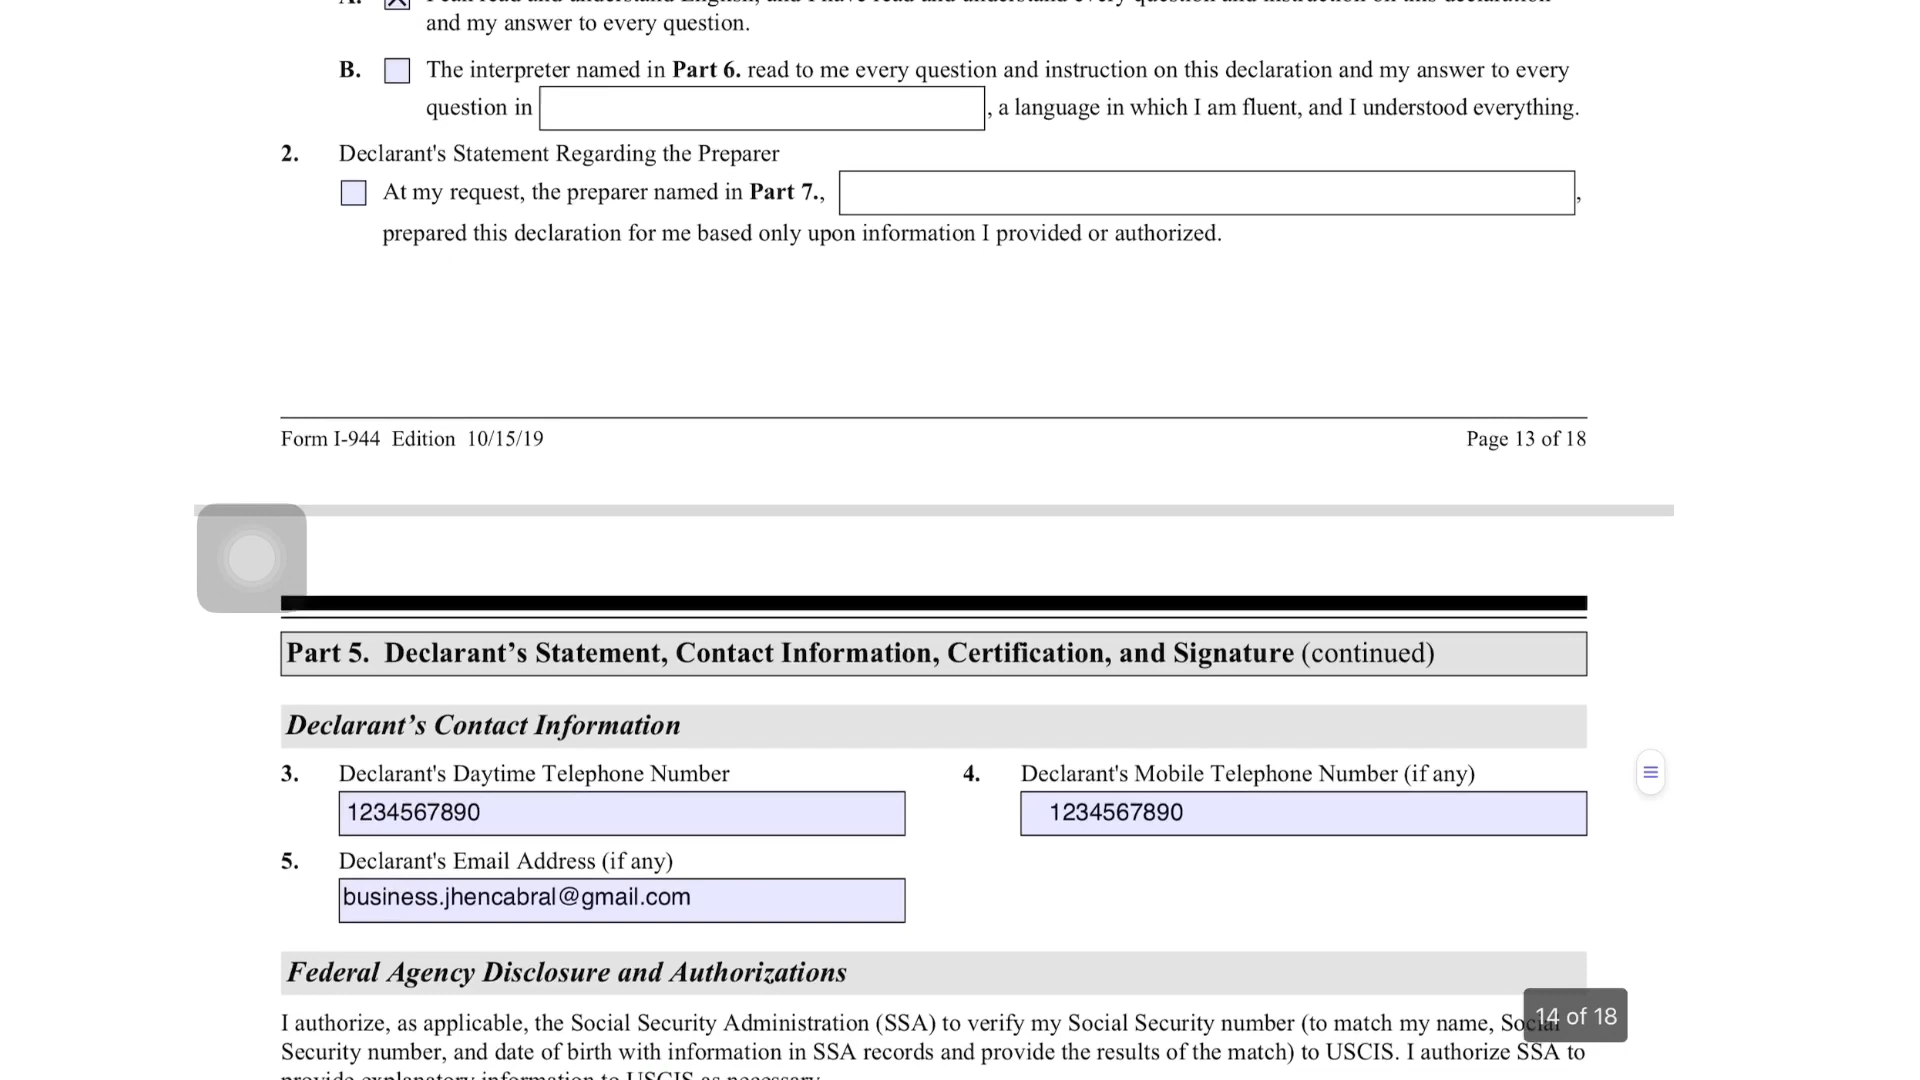 and my answer to every question.
B. The interpreter named in Part 6. read to me every question and instruction on this declaration and my answer to every
question in , a language in which I am fluent, and I understood everything.
2. Declarant's Statement Regarding the Preparer
At my request, the preparer named in Part 7., ,
prepared this declaration for me based only upon information I provided or authorized.
Form I-944 Edition 10/15/19 Page 13 of 18
Part 5. Declarant's Statement, Contact Information, Certification, and Signature (continued)
Declarant's Contact Information
3. Declarant's Daytime Telephone Number 4. Declarant's Mobile Telephone Number (if any)
1234567890 1234567890
5. Declarant's Email Address (if any)
business.jhencabral@gmail.com
Federal Agency Disclosure and Authorizations
I authorize, as applicable, the Social Security Administration (SSA) to verify my Social Security number (to match my name, Social
14 of 18
Security number, and date of birth with information in SSA records and provide the results of the match) to USCIS. I authorize SSA to